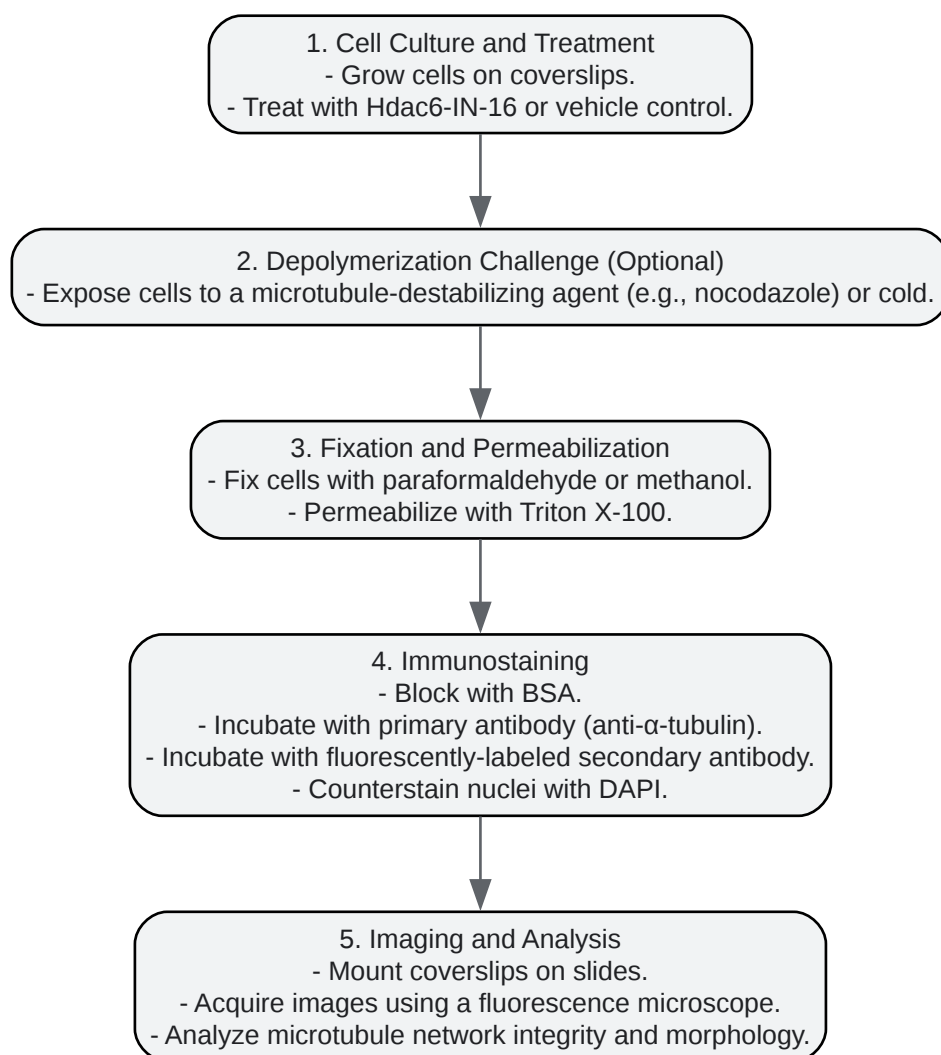 1. Cell Culture and Treatment
- Grow cells on coverslips.
- Treat with Hdac6-IN-16 or vehicle control.
2. Depolymerization Challenge (Optional)
- Expose cells to a microtubule-destabilizing agent (e.g., nocodazole) or cold.
3. Fixation and Permeabilization
- Fix cells with paraformaldehyde or methanol.
- Permeabilize with Triton X-100.
4. Immunostaining
- Block with BSA.
- Incubate with primary antibody (anti-α-tubulin).
- Incubate with fluorescently-labeled secondary antibody.
- Counterstain nuclei with DAPI.
5. Imaging and Analysis
- Mount coverslips on slides.
- Acquire images using a fluorescence microscope.
- Analyze microtubule network integrity and morphology.